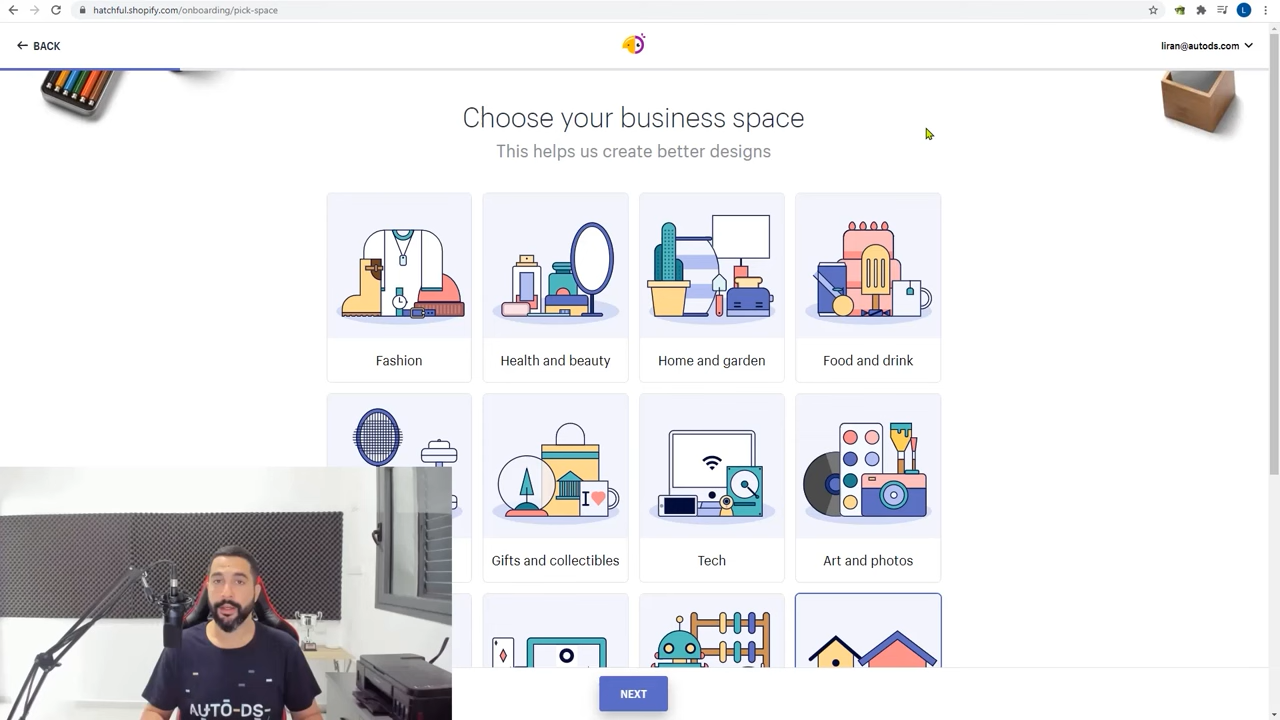 hatchful.shopify.com/onboarding/pick-space
L
BACK
liran@autods.com
Choose your business space
This helps us create better designs
Fashion
Health and beauty
Home and garden
Food and drink
I
Gifts and collectibles
Tech
Art and photos
NEXT
AUTO-DS-